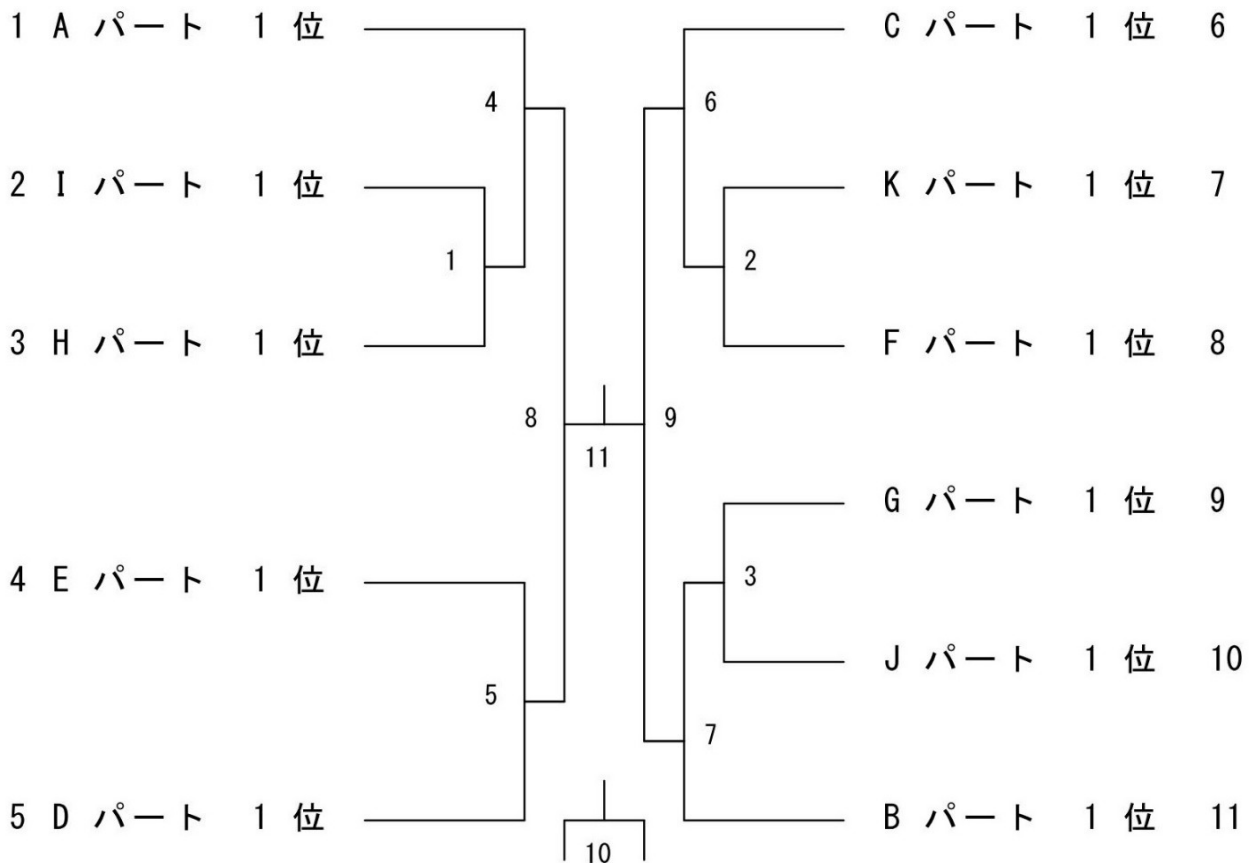 1 A パート 1 位
2 I パート 1 位
3 H パート 1 位
4 E パート 1 位
5 D パート 1 位
4
1
8
5
11
10
9
6
2
3
7
C パート 1 位 6
K パート 1 位 7
F パート 1 位 8
G パート 1 位 9
J パート 1 位 10
B パート 1 位 11